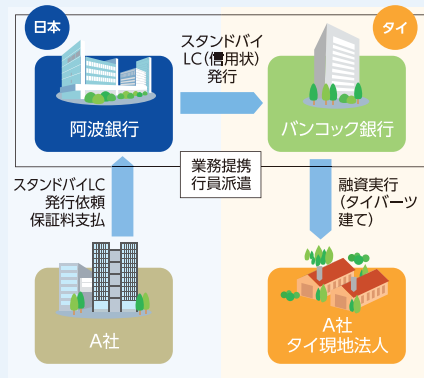 日本
タイ
スタンドバイ
LC(信用状)
発行
阿波銀行
バンコック銀行
業務提携
行員派遣
スタンドバイLC
発行依頼
保証料支払
融資実行
(タイバーツ
建て)
A社
A社
タイ現地法人